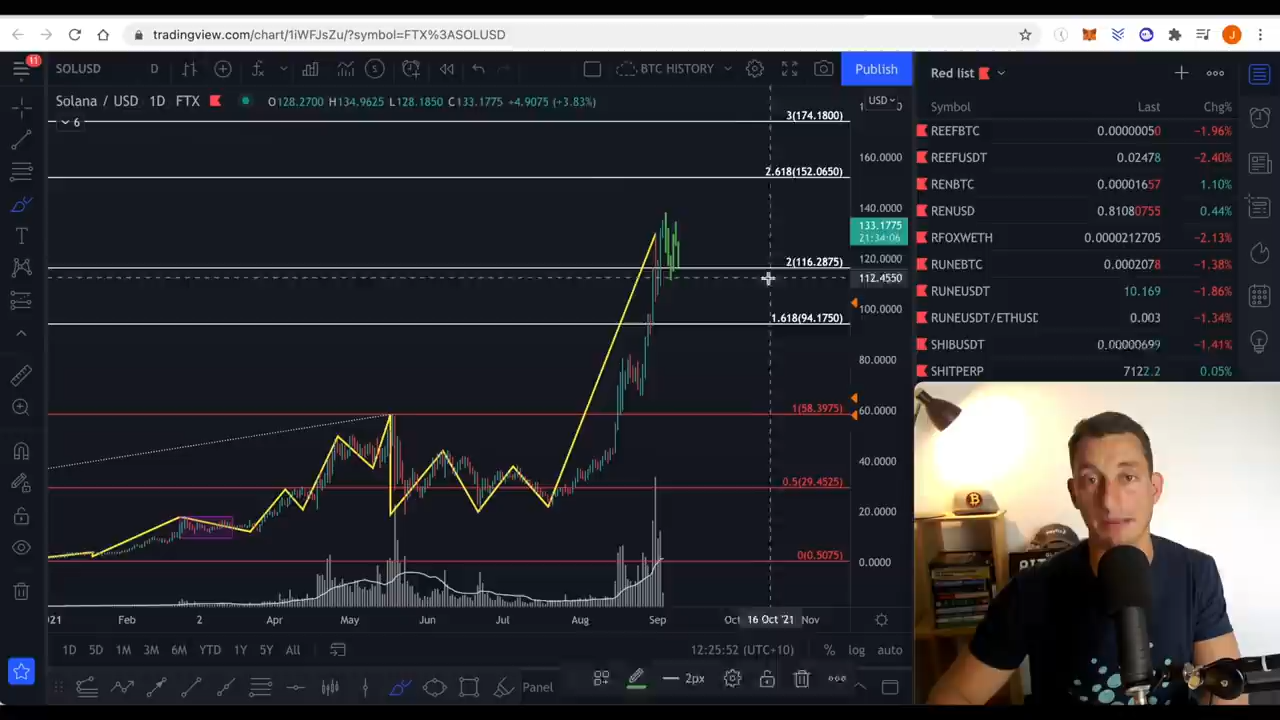 tradingview.com/chart/1iWFJsZu/?symbol=FTX%3ASOLUSD
J
11
SOLUSD
D
BTC HISTORY
Publish
Red list
Solana / USD 1D FTX
O128.2700 H134.9625 L128.1850 C133.1775 +4.9075 (+3.83%)
USD
6
Symbol Last Chg%
REEFBTC 0.00000050 −1.96%
REEFUSDT 0.02478 −2.40%
RENBTC 0.00001657 1.10%
RENUSD 0.81080755 0.44%
RFOXWETH 0.0000212705 −2.13%
RUNEBTC 0.0002078 −1.38%
RUNEUSDT 10.169 −1.86%
RUNEUSDT/ETHUSD 0.003 −1.34%
SHIBUSDT 0.00000699 −1.41%
SHITPERP 7122.2 0.05%
3(174.1800)
2.618(152.0650)
2(116.2875)
1.618(94.1750)
1(58.3975)
0.5(29.4525)
0(0.5075)
160.0000
140.0000
133.1775
21:34:06
120.0000
112.4550
100.0000
80.0000
60.0000
40.0000
20.0000
0.0000
021 Feb 2 Apr May Jun Jul Aug Sep Oct 16 Oct '21 Nov
1D 5D 1M 3M 6M YTD 1Y 5Y All
12:25:52 (UTC+10)
% log auto
Panel
2px